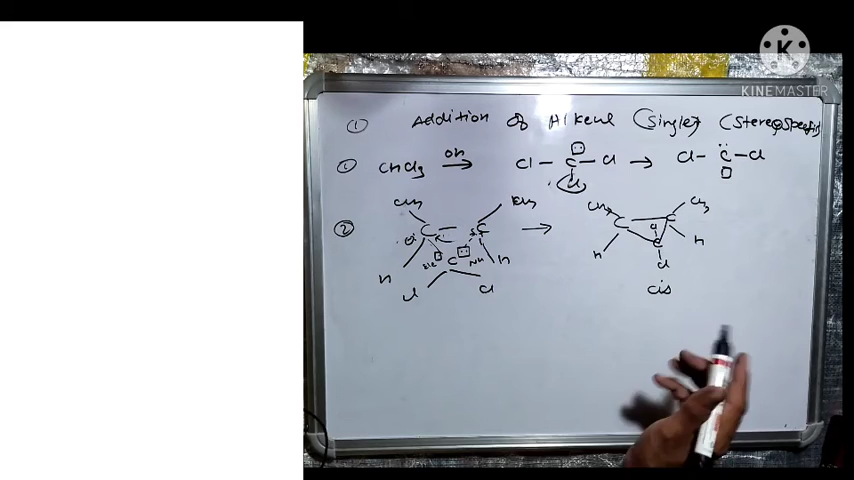 K
KINEMASTER
① Addition of Alkene (Singlet) (Stereospecific)
① CHCl3 OH → Cl - C - Cl → Cl - C - Cl
Cl
② CH3 CH3 → CH3 CH3
C C C C
H C H H C H
Cl Cl Cl
cis